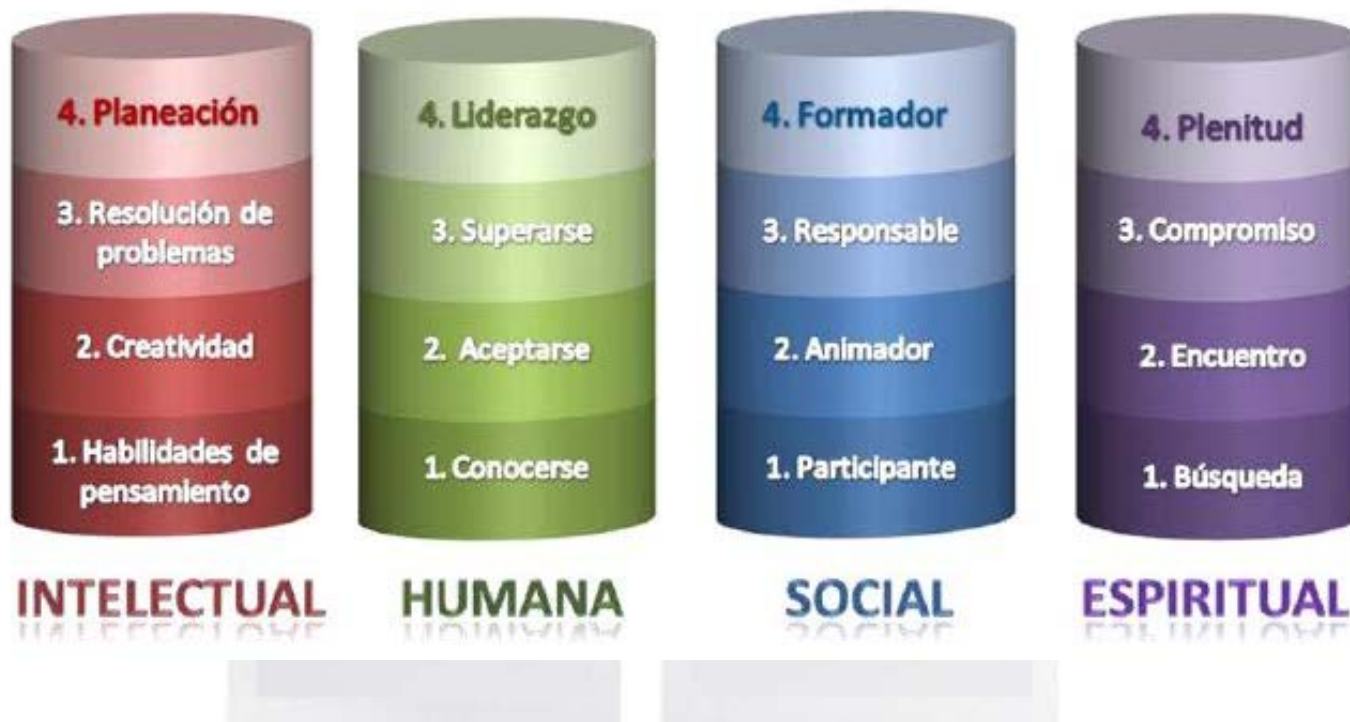 4. Planeación
3. Resolución de
problemas
2. Creatividad
1. Habilidades de
pensamiento
INTELECTUAL
4. Liderazgo
3. Superarse
2. Aceptarse
1. Conocerse
HUMANA
4. Formador
3. Responsable
2. Animador
1. Participante
SOCIAL
4. Plenitud
3. Compromiso
2. Encuentro
1. Búsqueda
ESPIRITUAL